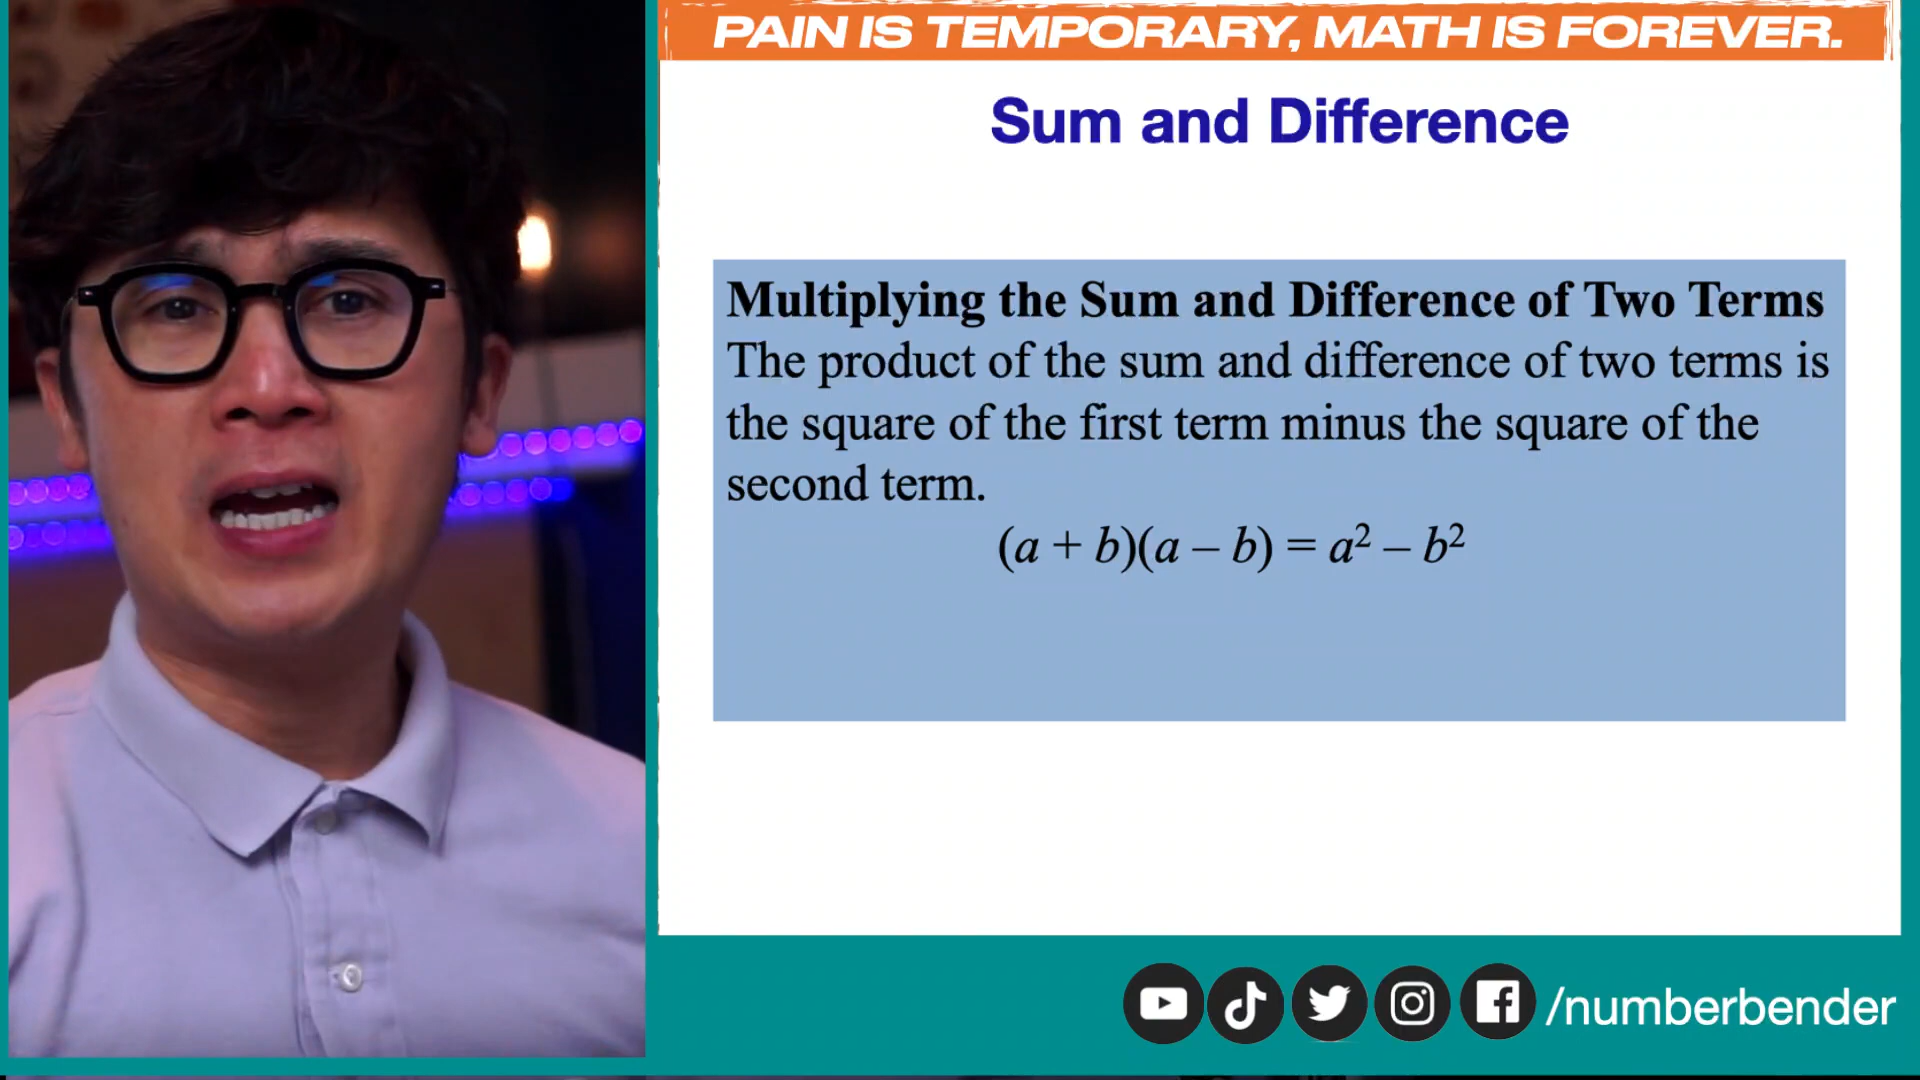 PAIN IS TEMPORARY, MATH IS FOREVER.
Sum and Difference
Multiplying the Sum and Difference of Two Terms
The product of the sum and difference of two terms is
the square of the first term minus the square of the
second term.
(a + b)(a – b) = a² – b²
/numberbender